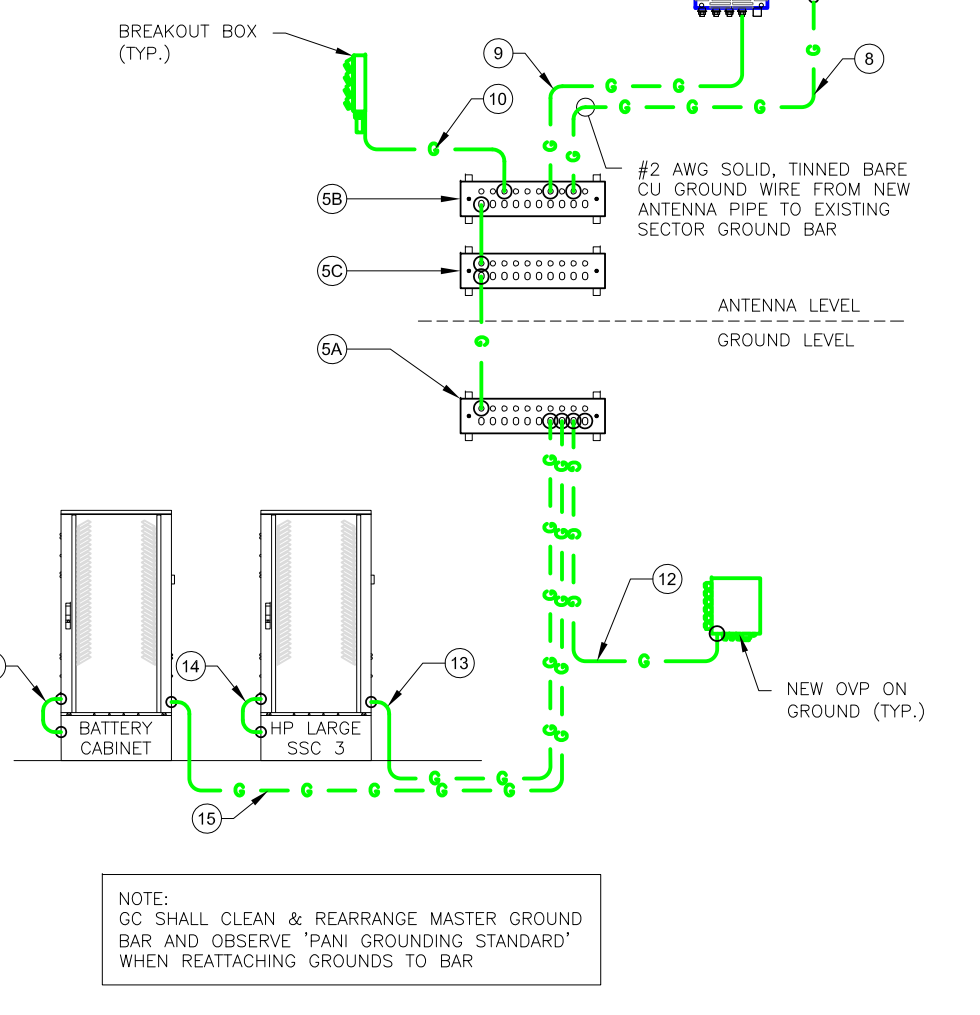 BREAKOUT BOX
(TYP.)
9
8
10
G G
G G G
G
G
G
#2 AWG SOLID, TINNED BARE
CU GROUND WIRE FROM NEW
ANTENNA PIPE TO EXISTING
SECTOR GROUND BAR
5B
5C
ANTENNA LEVEL
GROUND LEVEL
G
5A
G G G
G G G
G G G
12
G
14
13
G G
NEW OVP ON
GROUND (TYP.)
BATTERY
CABINET
HP LARGE
SSC 3
G G
G G
G G G G G
15
NOTE:
GC SHALL CLEAN & REARRANGE MASTER GROUND
BAR AND OBSERVE 'PANI GROUNDING STANDARD'
WHEN REATTACHING GROUNDS TO BAR